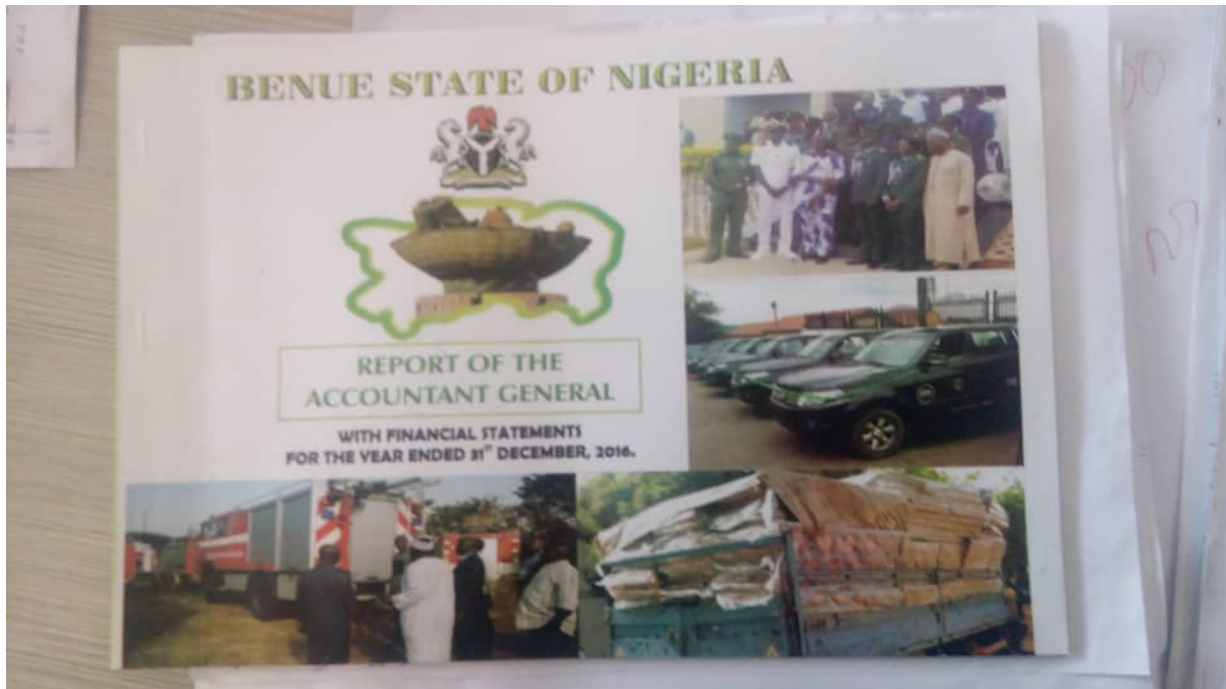 BENUE STATE OF NIGERIA
REPORT OF THE
ACCOUNTANT GENERAL
WITH FINANCIAL STATEMENTS
FOR THE YEAR ENDED 31ST DECEMBER, 2016.